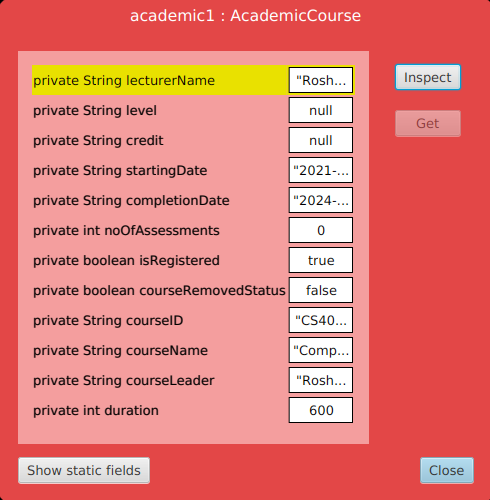 academic1 : AcademicCourse
private String lecturerName "Rosh...
Inspect
private String level null
Get
private String credit null
private String startingDate "2021-...
private String completionDate "2024-...
private int noOfAssessments 0
private boolean isRegistered true
private boolean courseRemovedStatus false
private String courseID "CS40...
private String courseName "Comp...
private String courseLeader "Rosh...
private int duration 600
Show static fields
Close